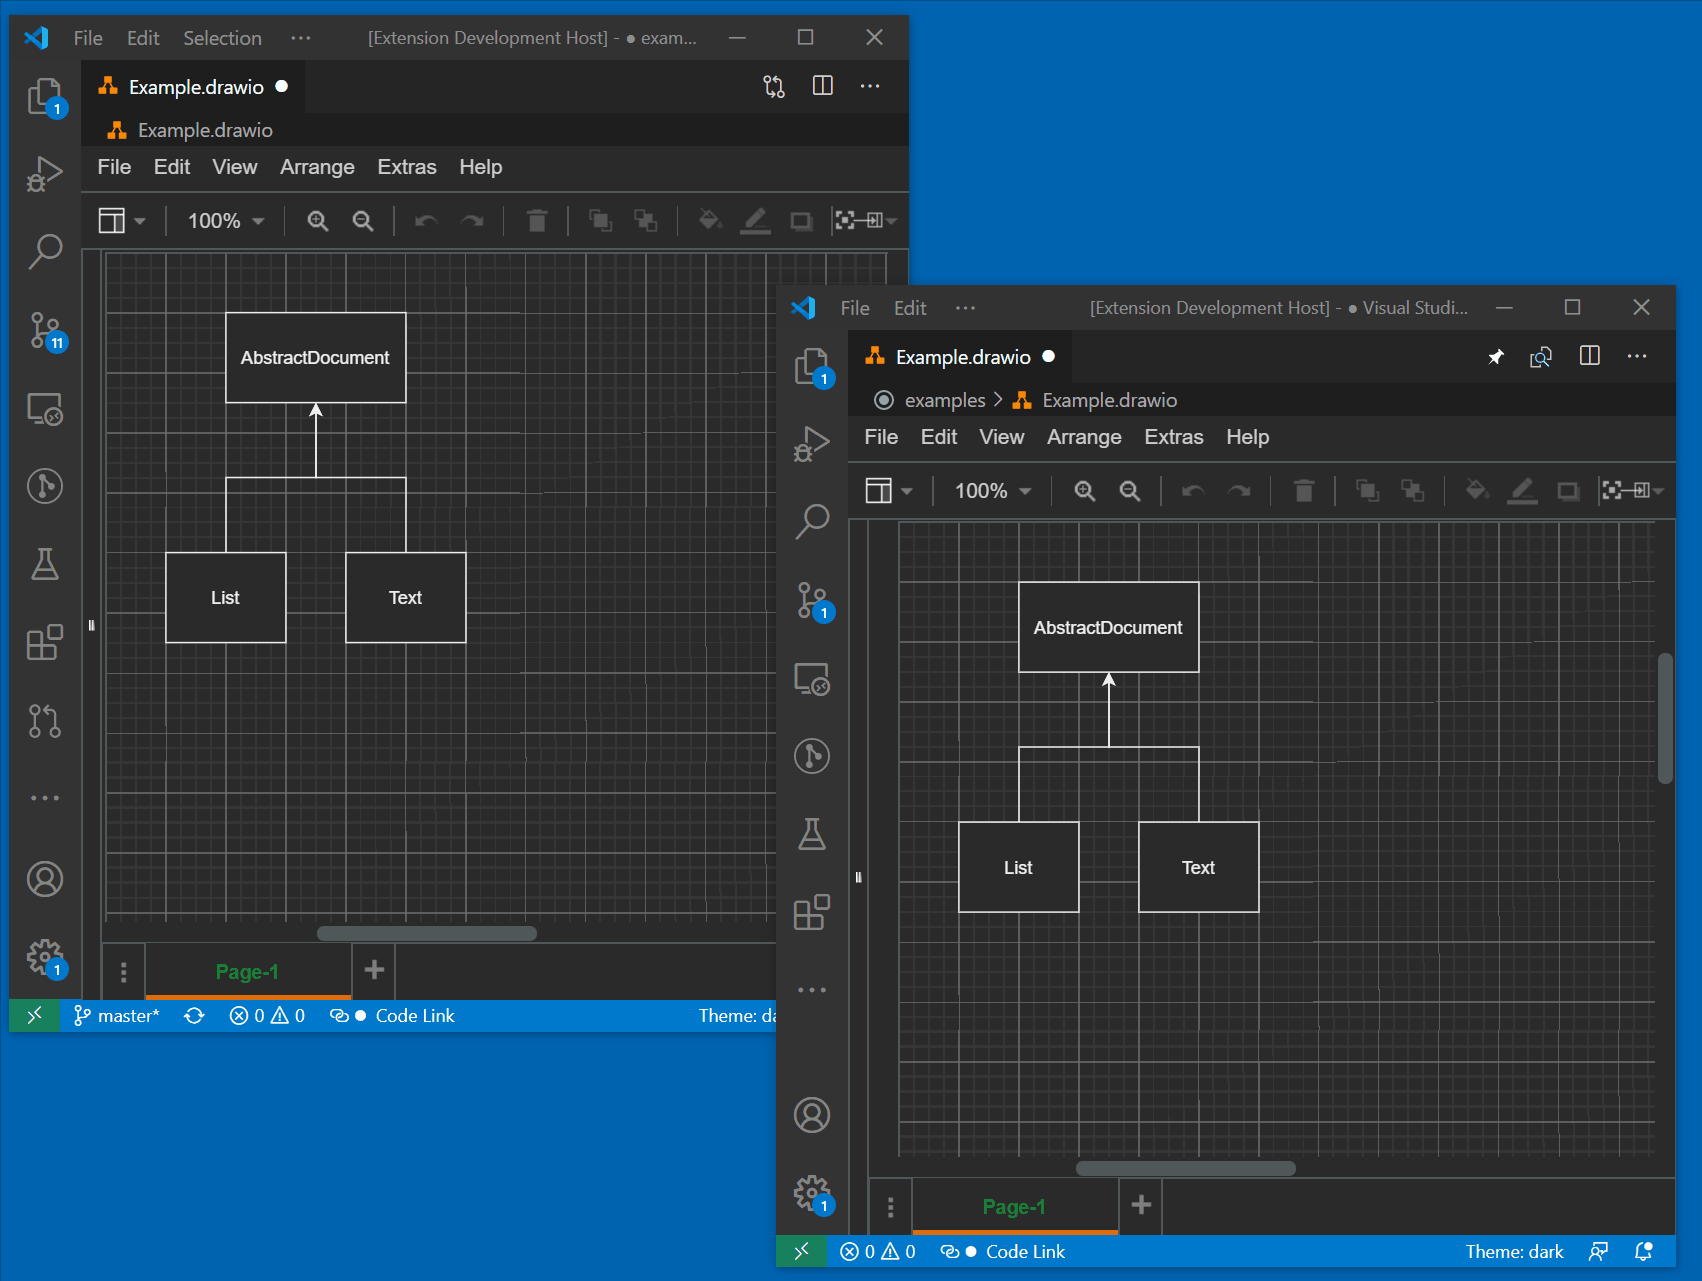 File Edit Selection ··· [Extension Development Host] - ● exam...
Example.drawio ●
Example.drawio
File Edit View Arrange Extras Help
100%
1
11
AbstractDocument
List Text
1
Page-1
master* 0 0 Code Link Theme: da
File Edit ··· [Extension Development Host] - ● Visual Studi...
Example.drawio ●
examples > Example.drawio
File Edit View Arrange Extras Help
100%
1
1
AbstractDocument
List Text
1
Page-1
0 0 Code Link Theme: dark